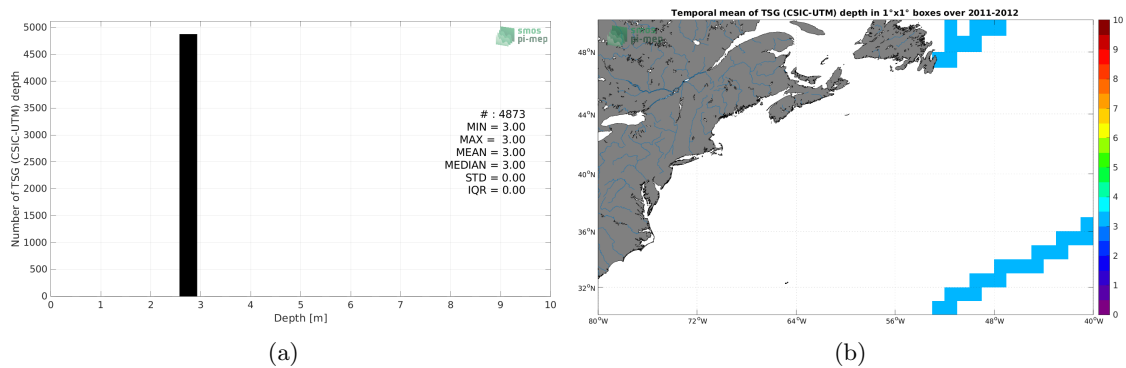 5000
4500
4000
3500
3000
2500
2000
1500
1000
500
0
Number of TSG (CSIC-UTM) depth
smos
pi-mep
# : 4873
MIN = 3.00
MAX = 3.00
MEAN = 3.00
MEDIAN = 3.00
STD = 0.00
IQR = 0.00
0 1 2 3 4 5 6 7 8 9 10
Depth [m]
(a)
Temporal mean of TSG (CSIC-UTM) depth in 1°x1° boxes over 2011-2012
smos
pi-mep
48°N
44°N
40°N
36°N
32°N
80°W 72°W 64°W 56°W 48°W 40°W
10
9
8
7
6
5
4
3
2
1
0
(b)